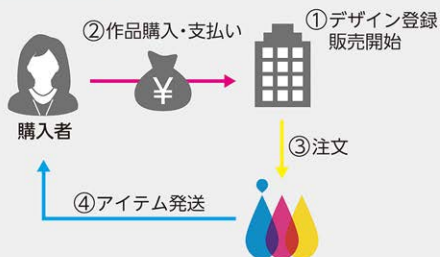 ①デザイン登録
販売開始
②作品購入・支払い
¥
購入者
③注文
④アイテム発送